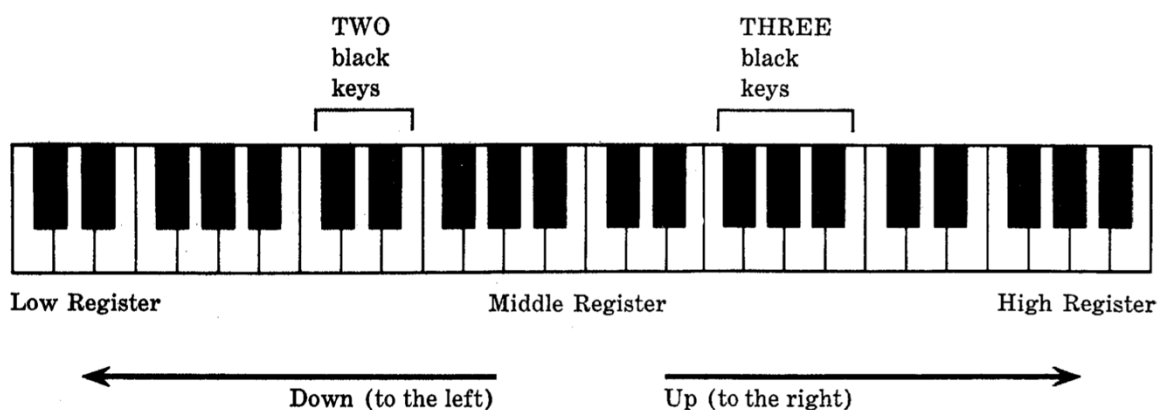 TWO
black
keys
THREE
black
keys
Low Register
Middle Register
High Register
Down (to the left)
Up (to the right)